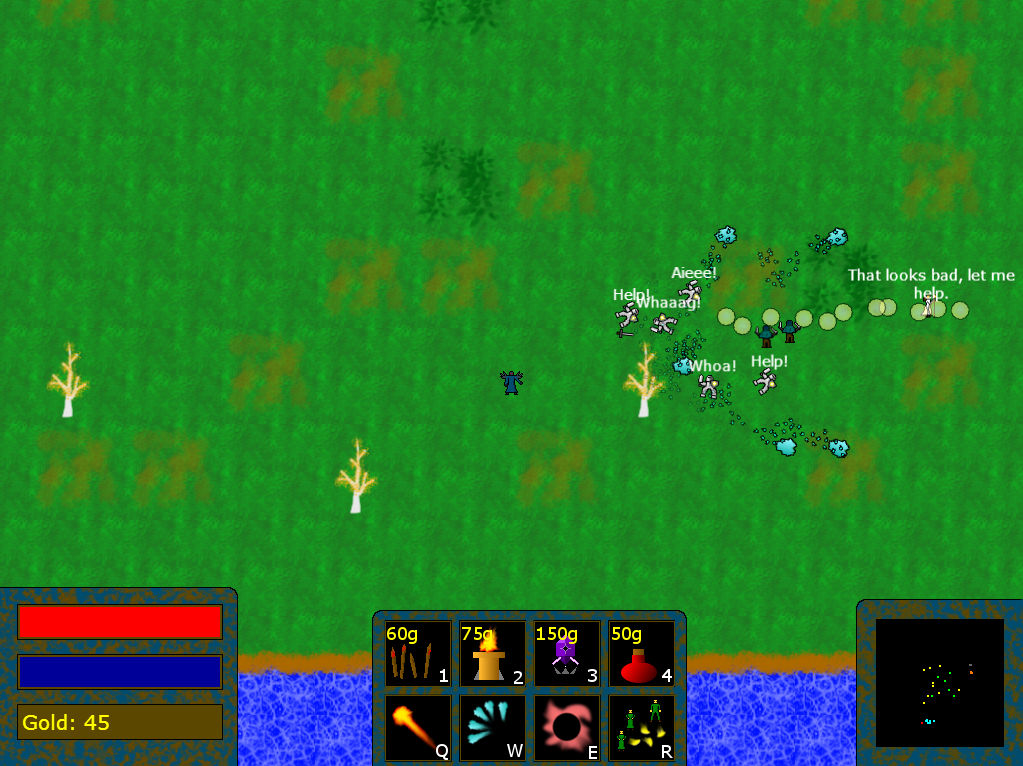 Aieee!
That looks bad, let me
help.
Help!
Whaaag!
Whoa!
Help!
60g
75g
150g
50g
1
2
3
4
Gold: 45
Q
W
E
R